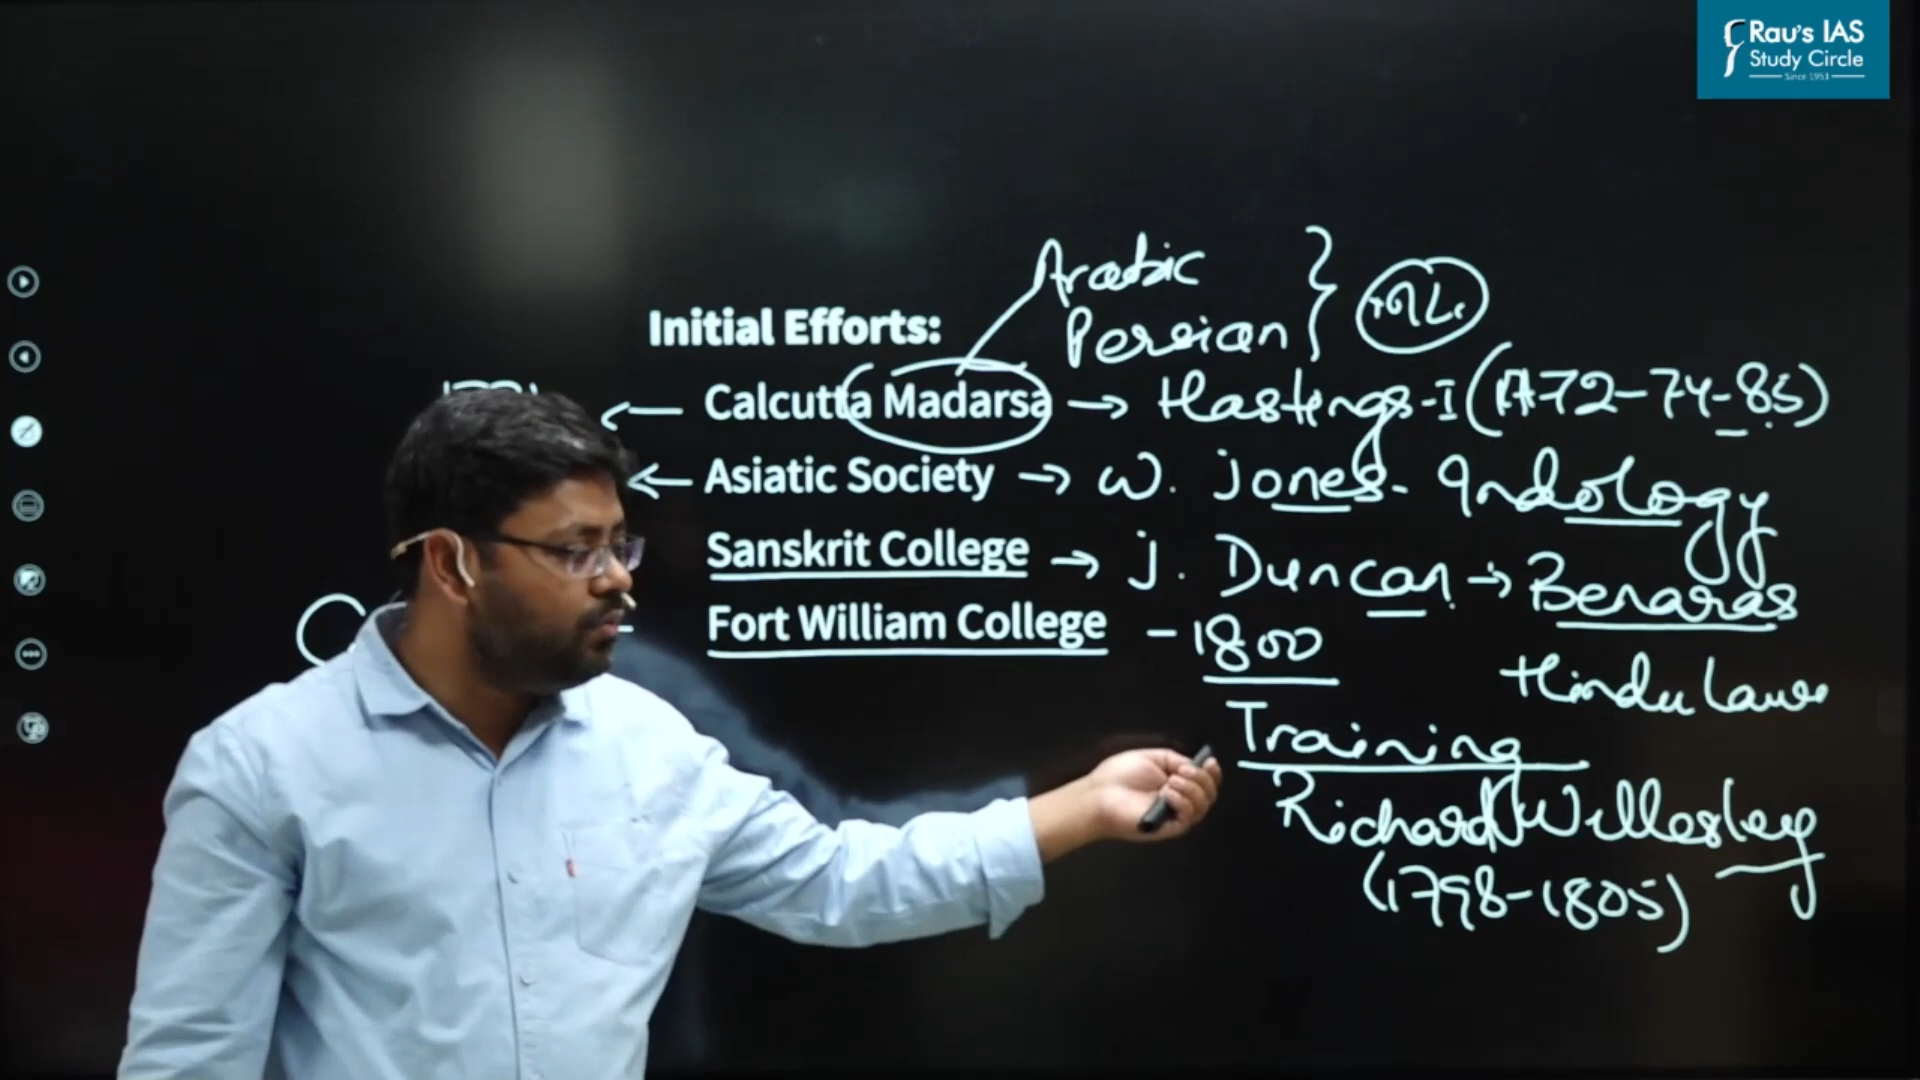 Rau's IAS
Study Circle
Since 1953
Arabic
Persian
Initial Efforts:
Calcutta Madarsa → Hastings-I (1772-74-85)
Asiatic Society → W. Jones - Indology
Sanskrit College → J. Duncan → Benaras
Fort William College - 1800
Hindu Laws
Training
Richard Wellesley
(1798-1805)